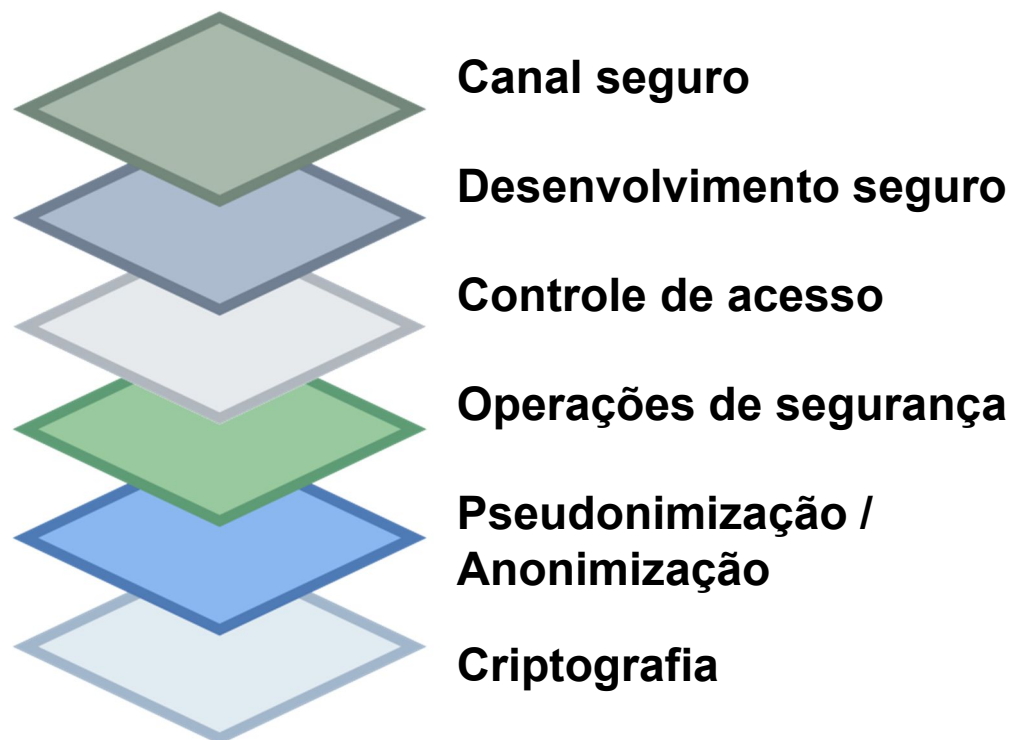 Canal seguro
Desenvolvimento seguro
Controle de acesso
Operações de segurança
Pseudonimização /
Anonimização
Criptografia